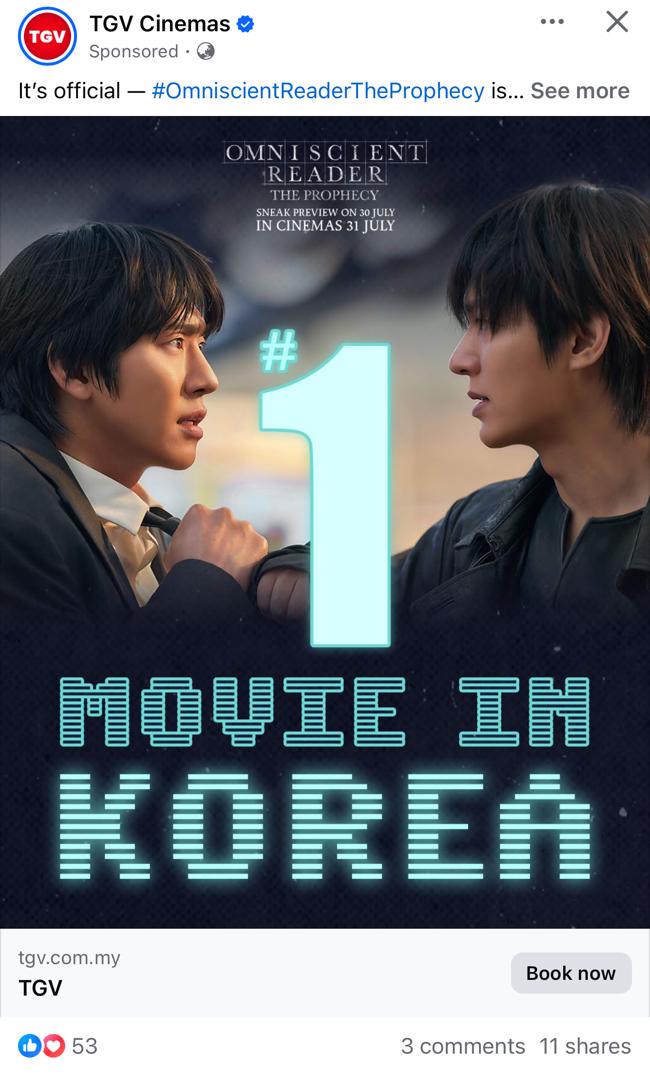 TGV
TGV Cinemas
Sponsored ·
It's official — #OmniscientReaderTheProphecy is... See more
OMNISCIENT
READER
THE PROPHECY
SNEAK PREVIEW ON 30 JULY
IN CINEMAS 31 JULY
#1
MOVIE IN
KOREA
tgv.com.my
TGV
Book now
53
3 comments 11 shares